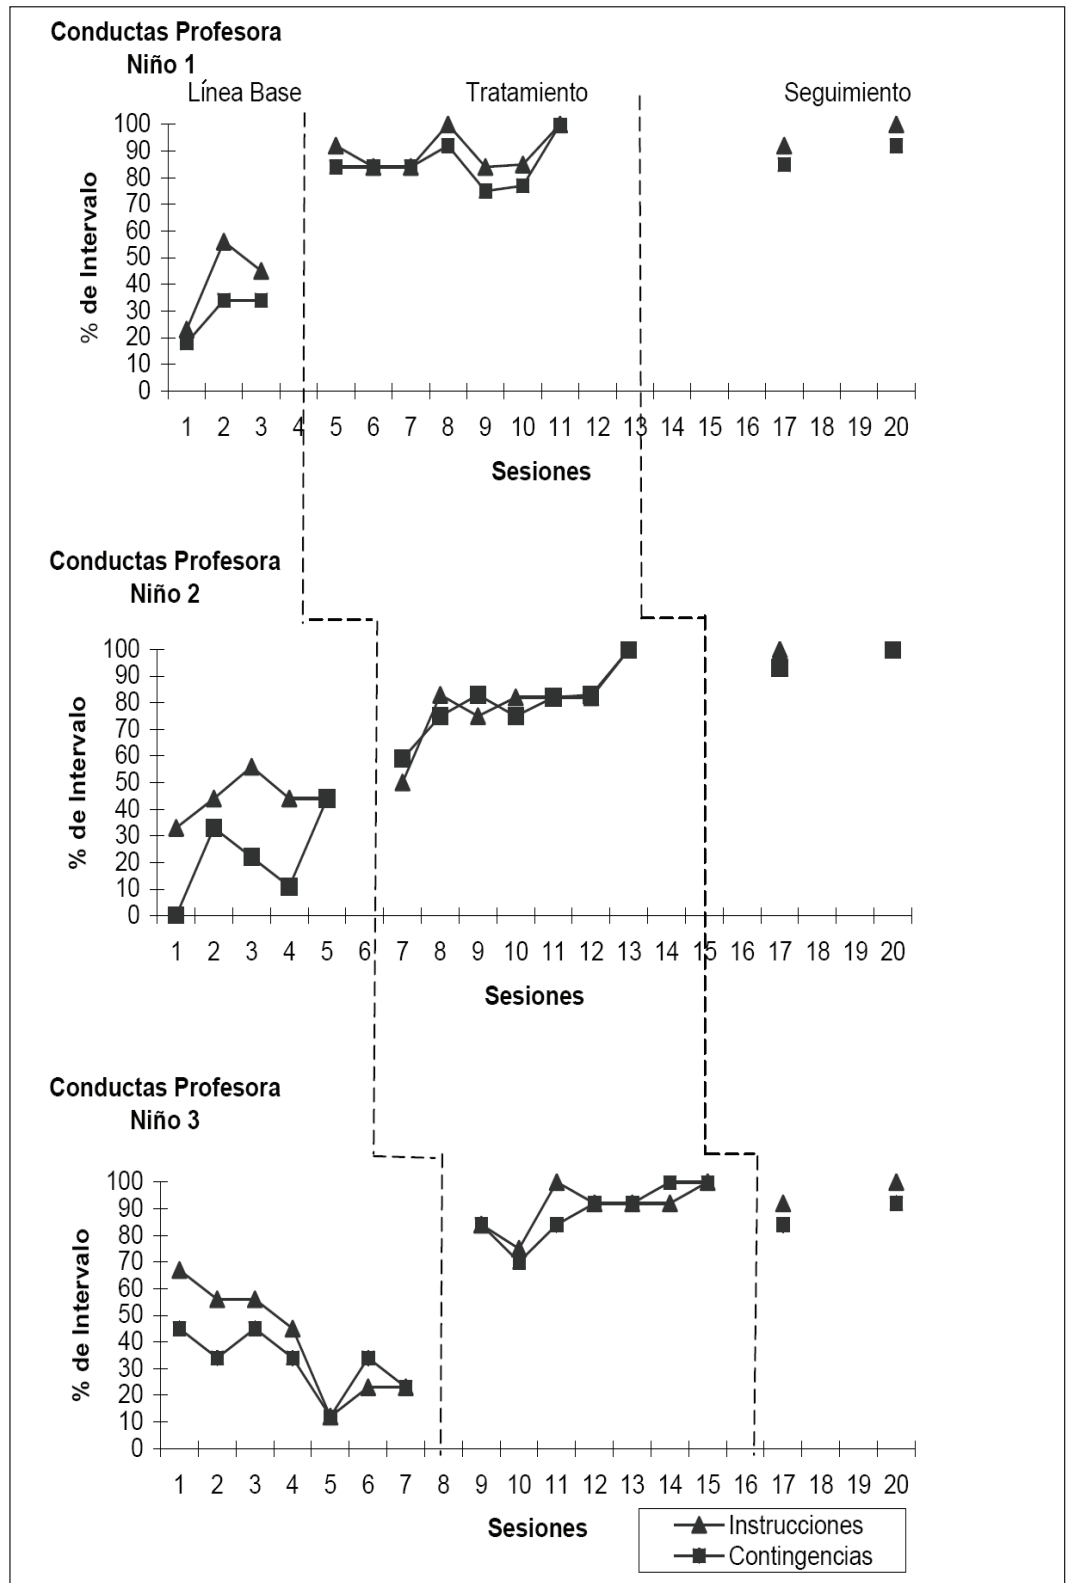 Conductas Profesora
Niño 1
Línea Base Tratamiento Seguimiento
100
90
80
70
60
50
40
30
20
10
0
% de Intervalo
1 2 3 4 5 6 7 8 9 10 11 12 13 14 15 16 17 18 19 20
Sesiones
Conductas Profesora
Niño 2
100
90
80
70
60
50
40
30
20
10
0
% de Intervalo
1 2 3 4 5 6 7 8 9 10 11 12 13 14 15 16 17 18 19 20
Sesiones
Conductas Profesora
Niño 3
100
90
80
70
60
50
40
30
20
10
0
% de Intervalo
1 2 3 4 5 6 7 8 9 10 11 12 13 14 15 16 17 18 19 20
Sesiones
Instrucciones
Contingencias